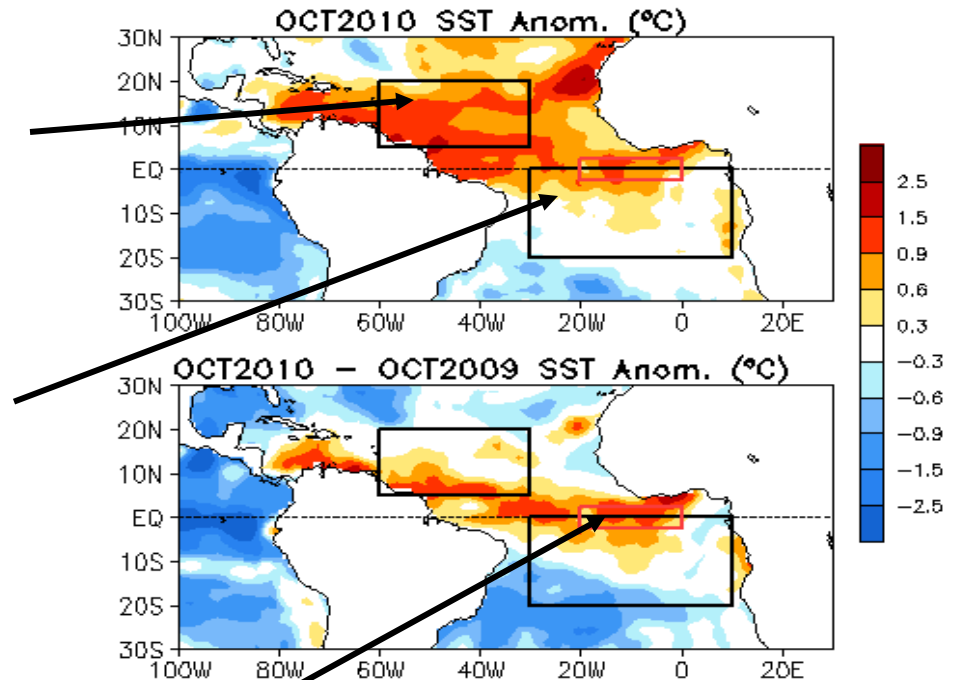 OCT2010 SST Anom. (°C)
30N
20N
10N
EQ
10S
20S
30S
100W 80W 60W 40W 20W 0 20E
2.5
1.5
0.9
0.6
0.3
−0.3
−0.6
−0.9
−1.5
−2.5
OCT2010 − OCT2009 SST Anom. (°C)
30N
20N
10N
EQ
10S
20S
30S
100W 80W 60W 40W 20W 0 20E